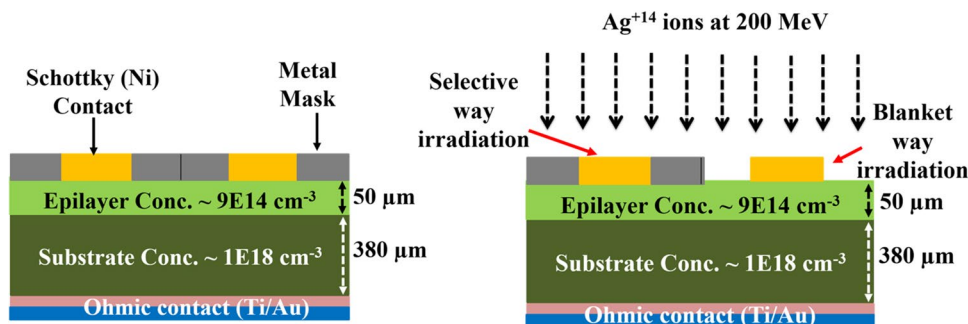 Schottky (Ni)
Contact
Metal
Mask
Epilayer Conc. ~ 9E14 cm-3
50 µm
Substrate Conc. ~ 1E18 cm-3
380 µm
Ohmic contact (Ti/Au)
Ag+14 ions at 200 MeV
Selective
way
irradiation
Blanket
way
irradiation
Epilayer Conc. ~ 9E14 cm-3
50 µm
Substrate Conc. ~ 1E18 cm-3
380 µm
Ohmic contact (Ti/Au)